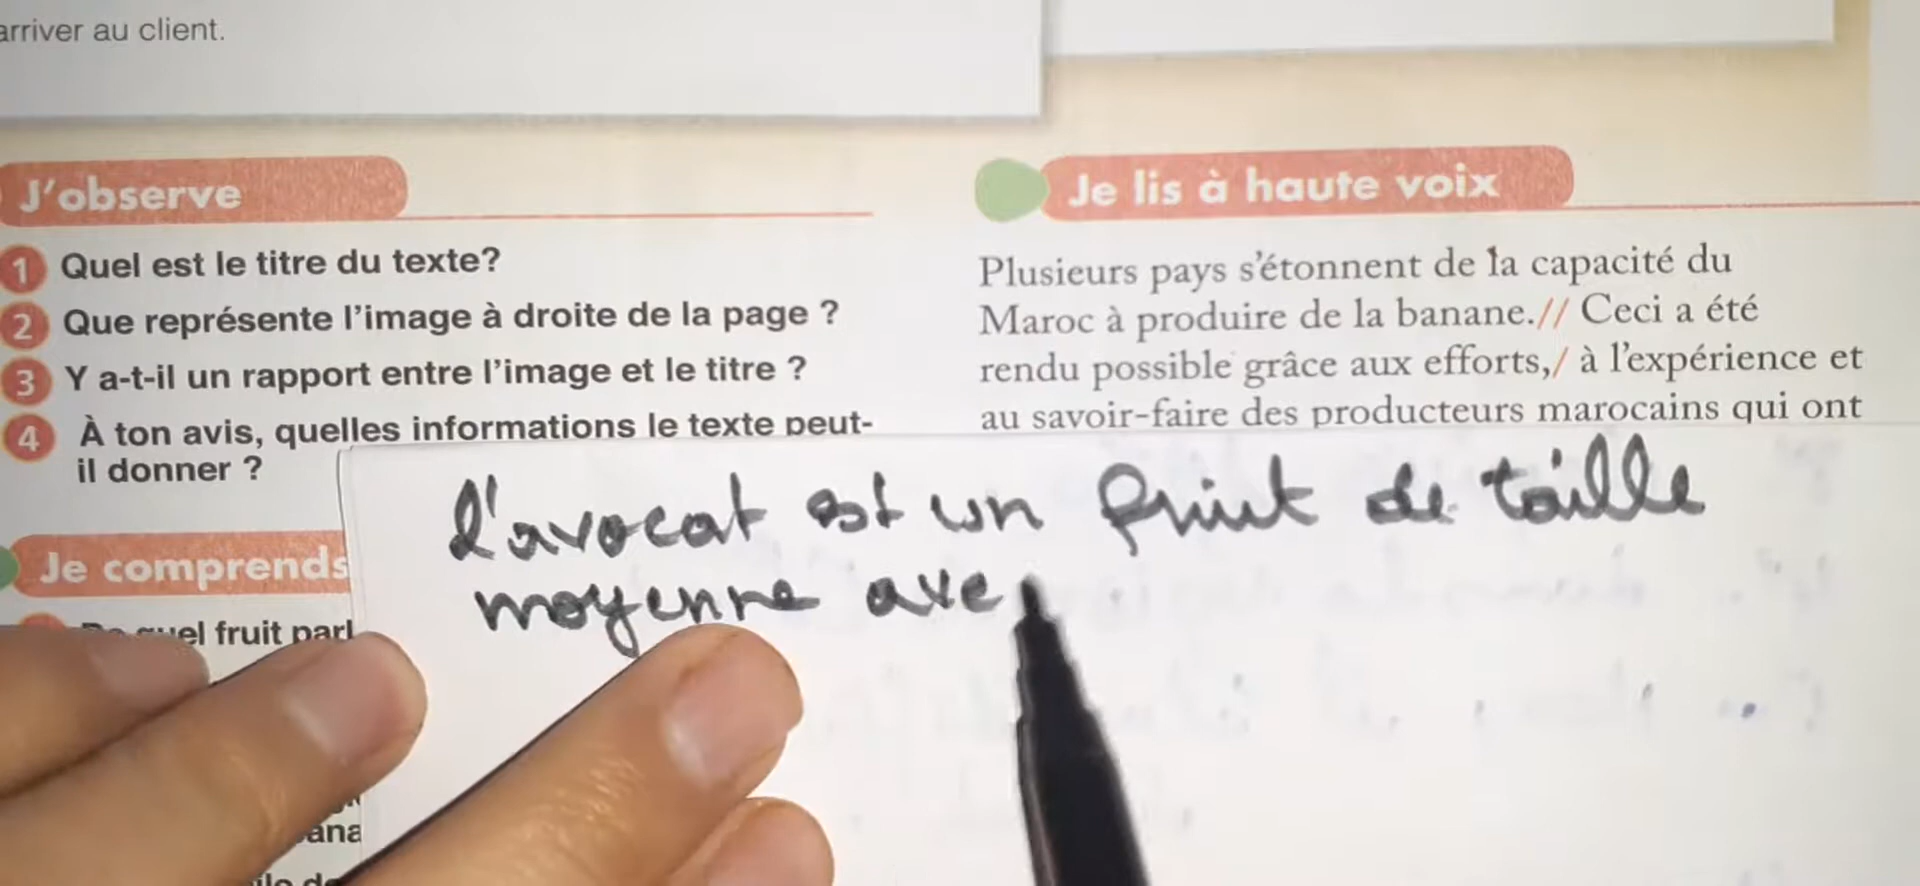 arriver au client.
J'observe
1 Quel est le titre du texte?
2 Que représente l'image à droite de la page ?
3 Y a-t-il un rapport entre l'image et le titre ?
4 À ton avis, quelles informations le texte peut-
il donner ?
Je comprends
fruit parl
ana
Je lis à haute voix
Plusieurs pays s'étonnent de la capacité du
Maroc à produire de la banane.// Ceci a été
rendu possible grâce aux efforts,/ à l'expérience et
au savoir-faire des producteurs marocains qui ont
L'avocat est un fruit de taille
moyenne ave